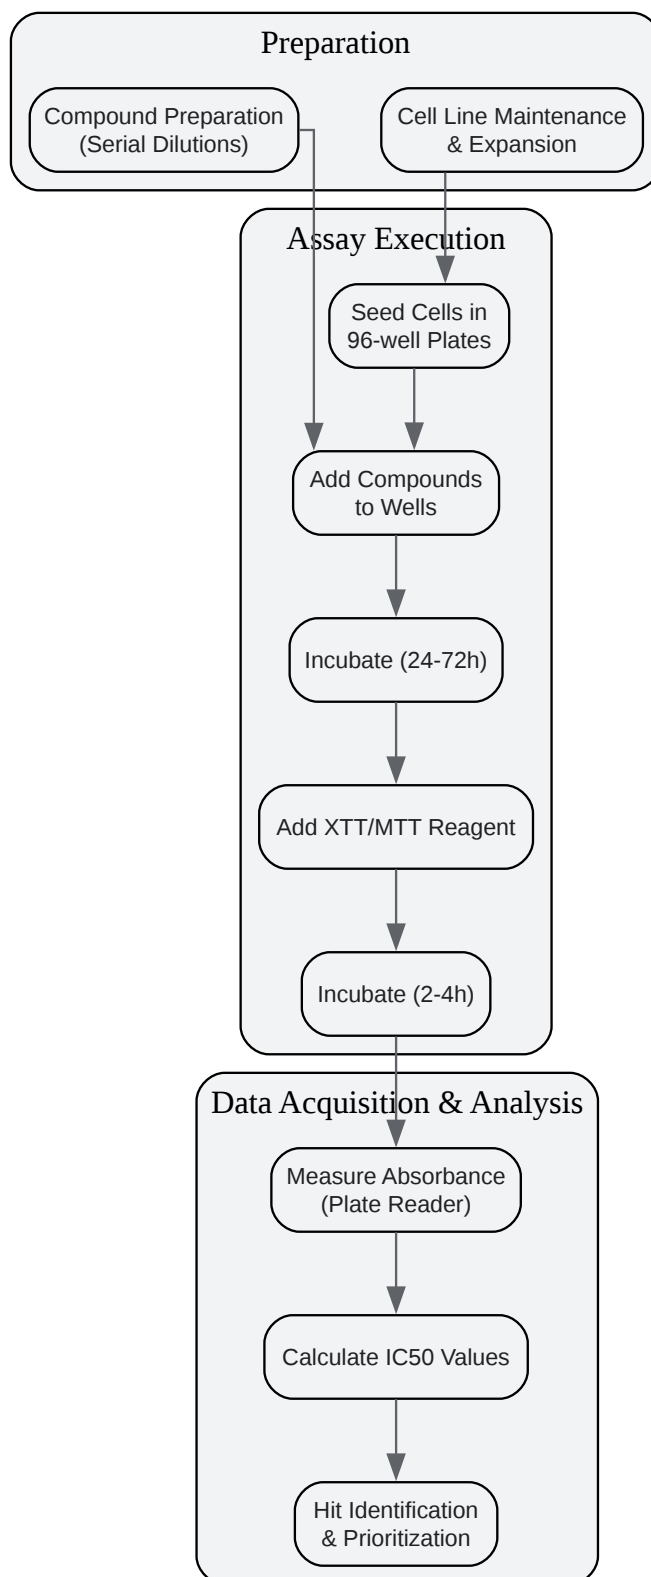 Preparation
Compound Preparation
(Serial Dilutions)
Cell Line Maintenance
& Expansion
Assay Execution
Seed Cells in
96-well Plates
Add Compounds
to Wells
Incubate (24-72h)
Add XTT/MTT Reagent
Incubate (2-4h)
Data Acquisition & Analysis
Measure Absorbance
(Plate Reader)
Calculate IC50 Values
Hit Identification
& Prioritization